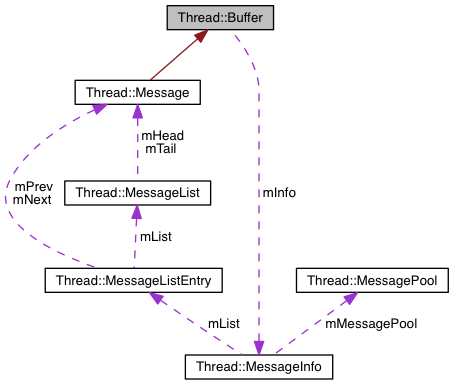 Thread::Buffer
Thread::Message
mHead
mTail
mPrev
mNext
Thread::MessageList
mInfo
mList
Thread::MessageListEntry
Thread::MessagePool
mList
mMessagePool
Thread::MessageInfo